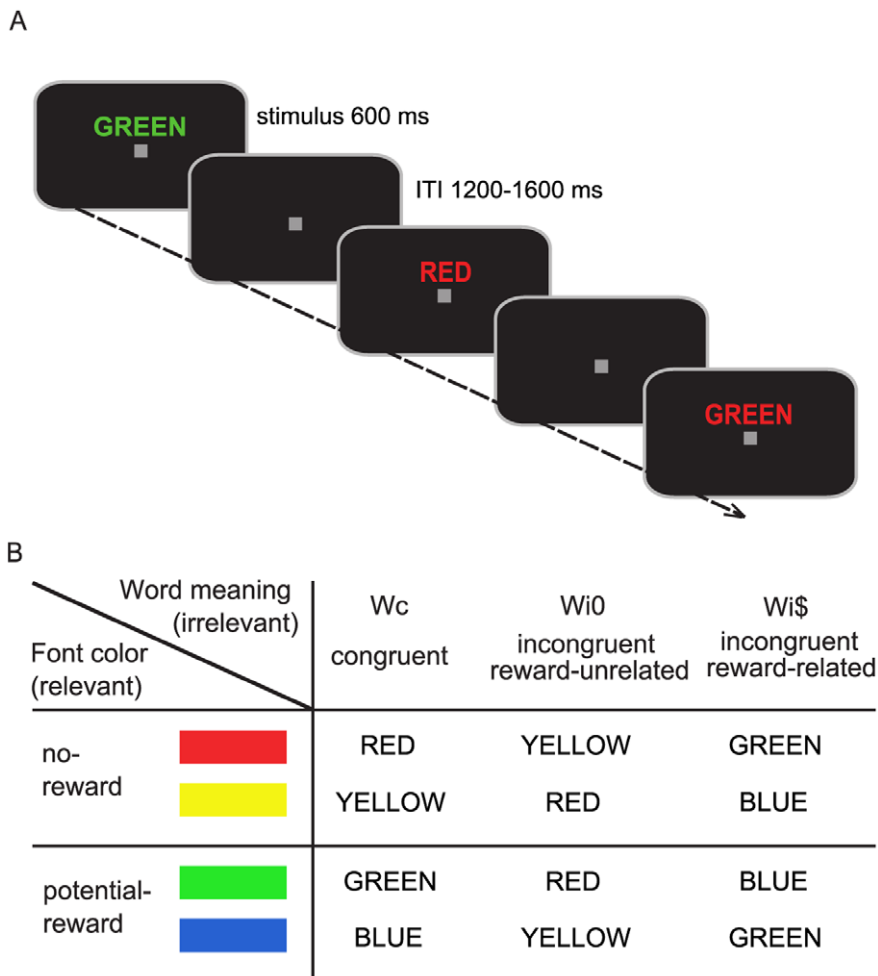 A
GREEN
stimulus 600 ms
ITI 1200-1600 ms
RED
GREEN
B
Word meaning
(irrelevant)
Font color
(relevant)
Wc
congruent
Wi0
incongruent
reward-unrelated
Wi$
incongruent
reward-related
no-
reward
RED YELLOW GREEN
YELLOW RED BLUE
potential-
reward
GREEN RED BLUE
BLUE YELLOW GREEN